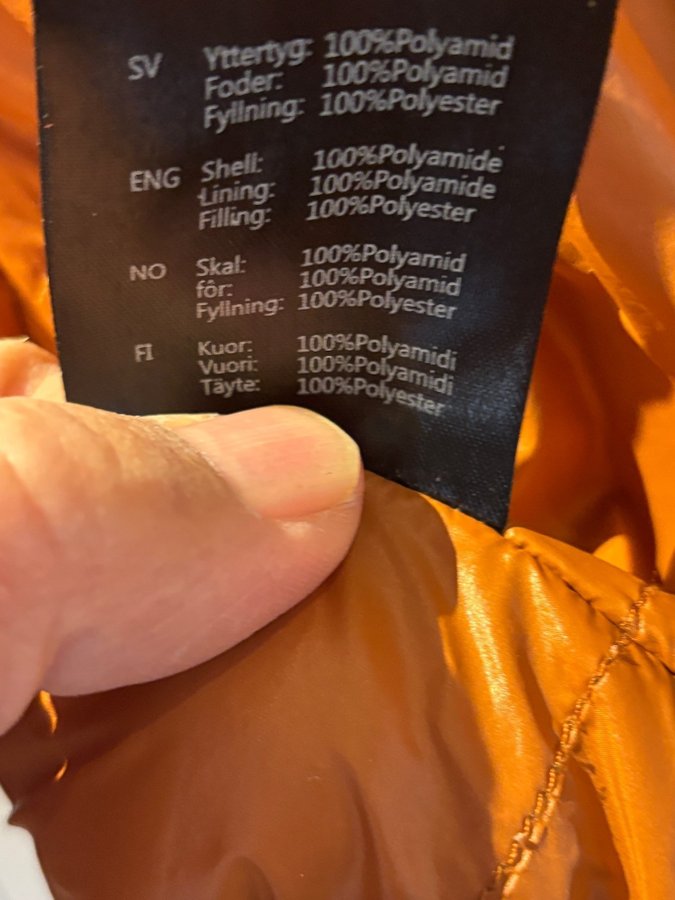 SV Yttertyg: 100%Polyamid
Foder: 100%Polyamid
Fyllning: 100%Polyester
ENG Shell: 100%Polyamide
Lining: 100%Polyamide
Filling: 100%Polyester
NO Skal: 100%Polyamid
fôr: 100%Polyamid
Fyllning: 100%Polyester
FI Kuor: 100%Polyamidi
Vuori: 100%Polyamidi
Täyte: 100%Polyester